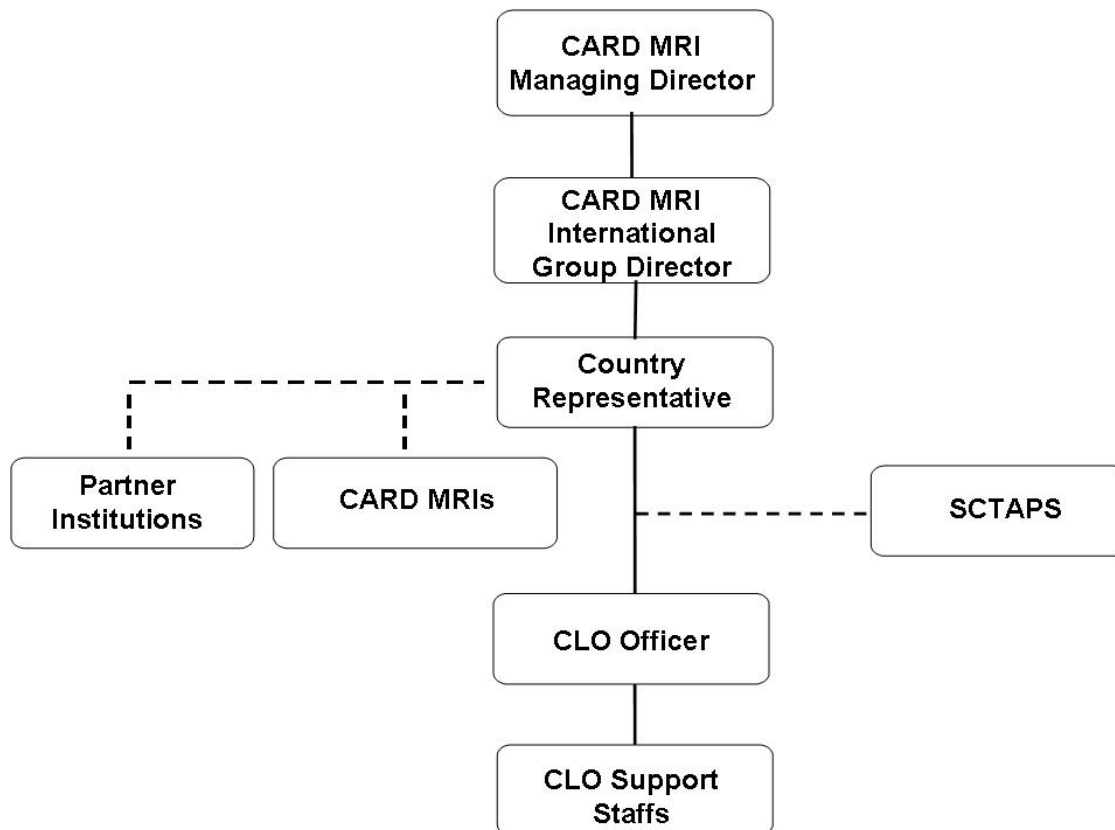 CARD MRI
Managing Director
CARD MRI
International
Group Director
Country
Representative
Partner
Institutions
CARD MRIs
SCTAPS
CLO Officer
CLO Support
Staffs